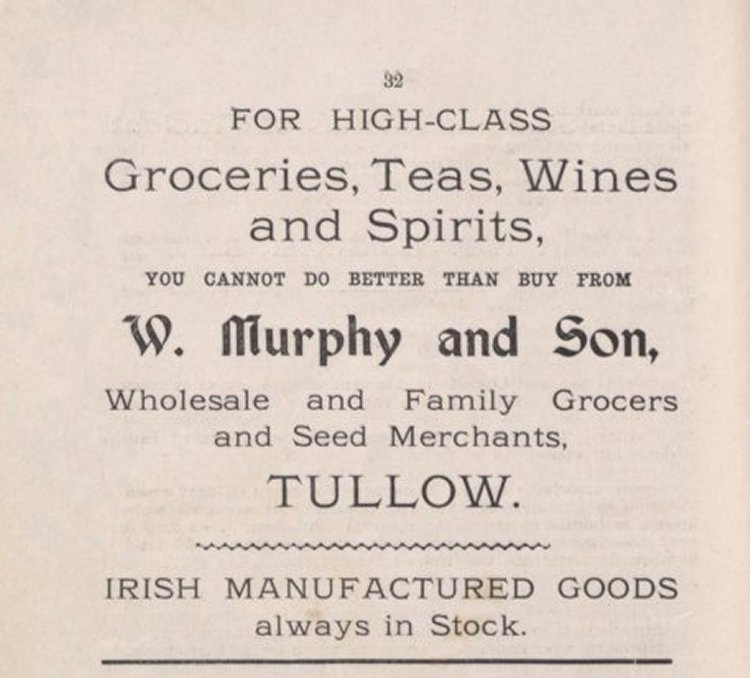 32
FOR HIGH-CLASS
Groceries, Teas, Wines
and Spirits,
YOU CANNOT DO BETTER THAN BUY FROM
W. Murphy and Son,
Wholesale and Family Grocers
and Seed Merchants,
TULLOW.
IRISH MANUFACTURED GOODS
always in Stock.